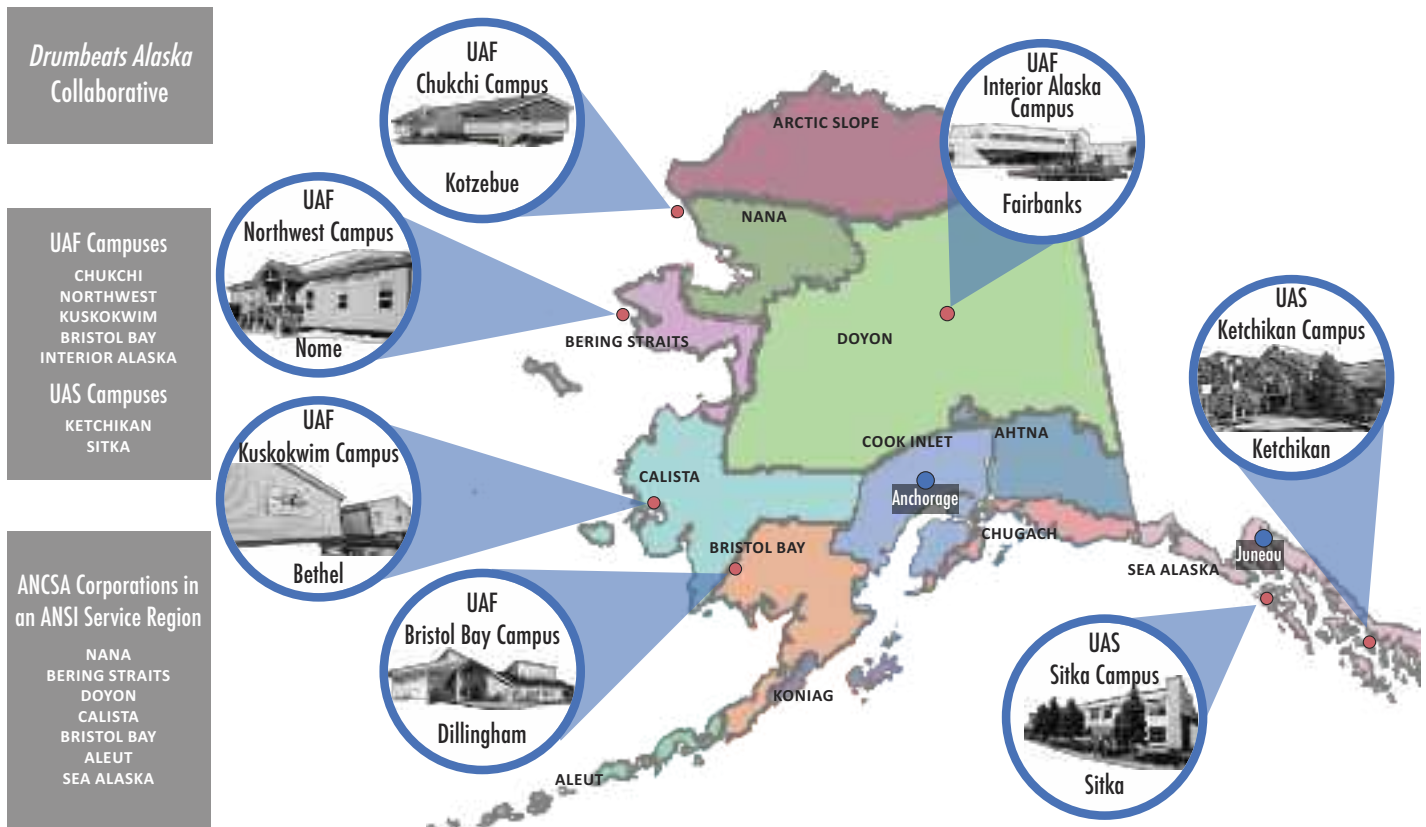 Drumbeats Alaska
Collaborative
UAF Campuses
CHUKCHI
NORTHWEST
KUSKOKWIM
BRISTOL BAY
INTERIOR ALASKA
UAS Campuses
KETCHIKAN
SITKA
ANCSA Corporations in
an ANSI Service Region
NANA
BERING STRAITS
DOYON
CALISTA
BRISTOL BAY
ALEUT
SEA ALASKA
UAF
Chukchi Campus
Kotzebue
UAF
Interior Alaska
Campus
Fairbanks
UAF
Northwest Campus
Nome
UAF
Kuskokwim Campus
Bethel
UAF
Bristol Bay Campus
Dillingham
UAS
Ketchikan Campus
Ketchikan
UAS
Sitka Campus
Sitka
ARCTIC SLOPE
NANA
BERING STRAITS
DOYON
COOK INLET
AHTNA
CALISTA
Anchorage
CHUGACH
BRISTOL BAY
Juneau
SEA ALASKA
KONIAG
ALEUT